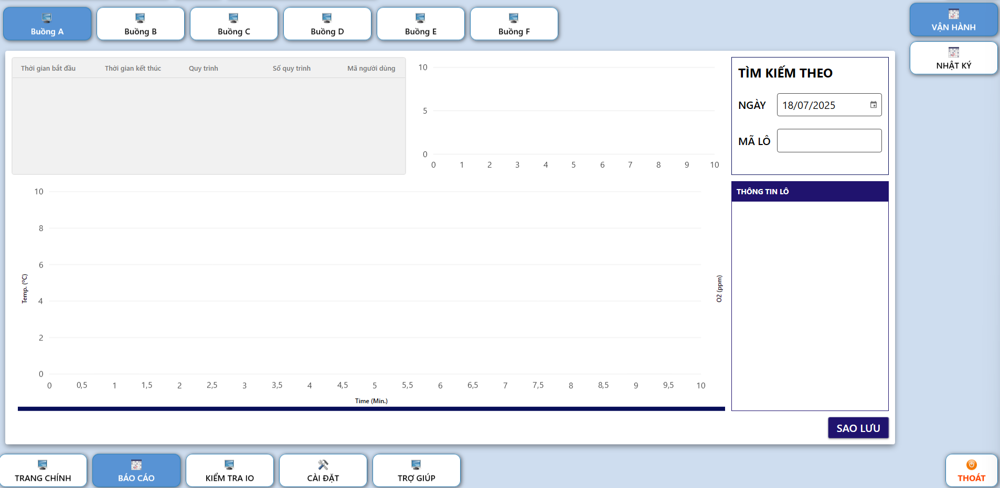 Buồng A
Buồng B
Buồng C
Buồng D
Buồng E
Buồng F
VẬN HÀNH
NHẬT KÝ
Thời gian bắt đầu
Thời gian kết thúc
Quy trình
Số quy trình
Mã người dùng
10
5
0
0 1 2 3 4 5 6 7 8 9 10
TÌM KIẾM THEO
NGÀY 18/07/2025
MÃ LÔ
THÔNG TIN LÔ
Temp. (ºC)
10
8
6
4
2
0
0 0,5 1 1,5 2 2,5 3 3,5 4 4,5 5 5,5 6 6,5 7 7,5 8 8,5 9 9,5 10
Time (Min.)
O2 (ppm)
SAO LƯU
TRANG CHÍNH
BÁO CÁO
KIỂM TRA IO
CÀI ĐẶT
TRỢ GIÚP
THOÁT